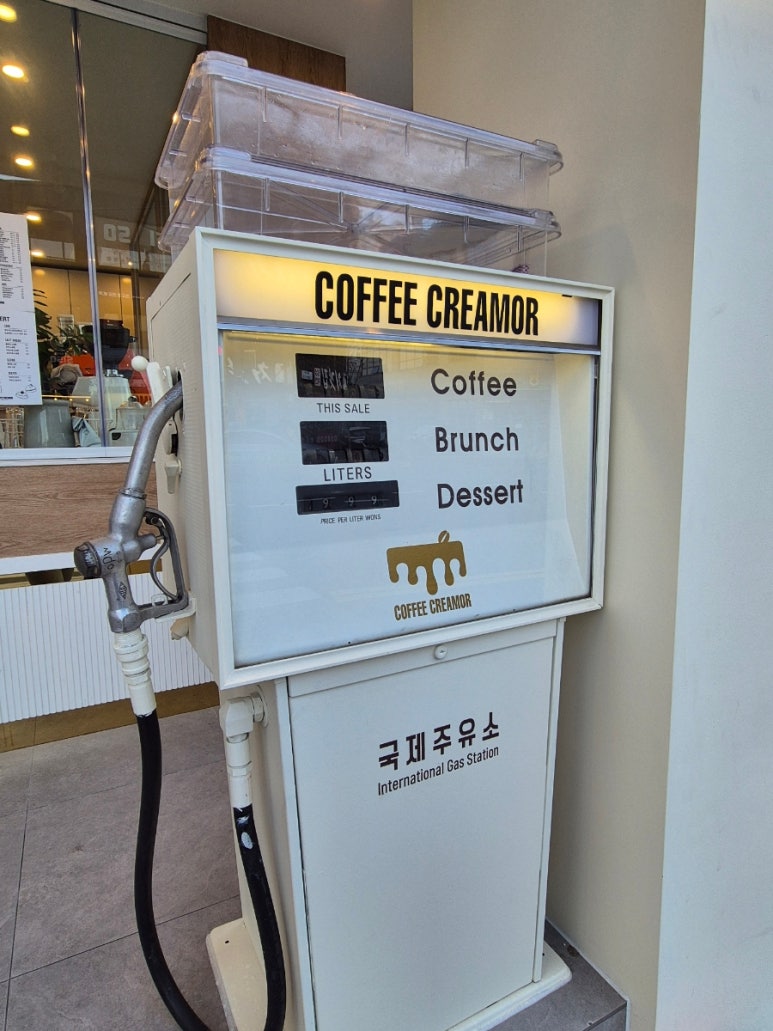 COFFEE CREAMOR
THIS SALE
LITERS
PRICE PER LITER WONS
Coffee
Brunch
Dessert
COFFEE CREAMOR
국제주유소
International Gas Station